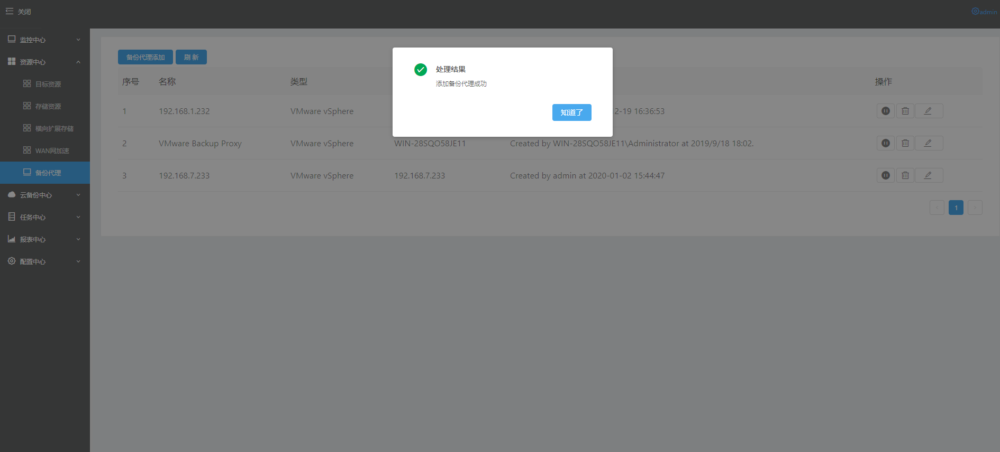 关闭
admin
监控中心
资源中心
目标资源
存储资源
横向扩展存储
WAN网加速
备份代理
云备份中心
任务中心
报表中心
配置中心
备份代理添加 刷 新
处理结果
添加备份代理成功
知道了
序号 名称 类型 操作
1 192.168.1.232 VMware vSphere 2-19 16:36:53
2 VMware Backup Proxy VMware vSphere WIN-28SQO58JE11 Created by WIN-28SQO58JE11\Administrator at 2019/9/18 18:02.
3 192.168.7.233 VMware vSphere 192.168.7.233 Created by admin at 2020-01-02 15:44:47
1